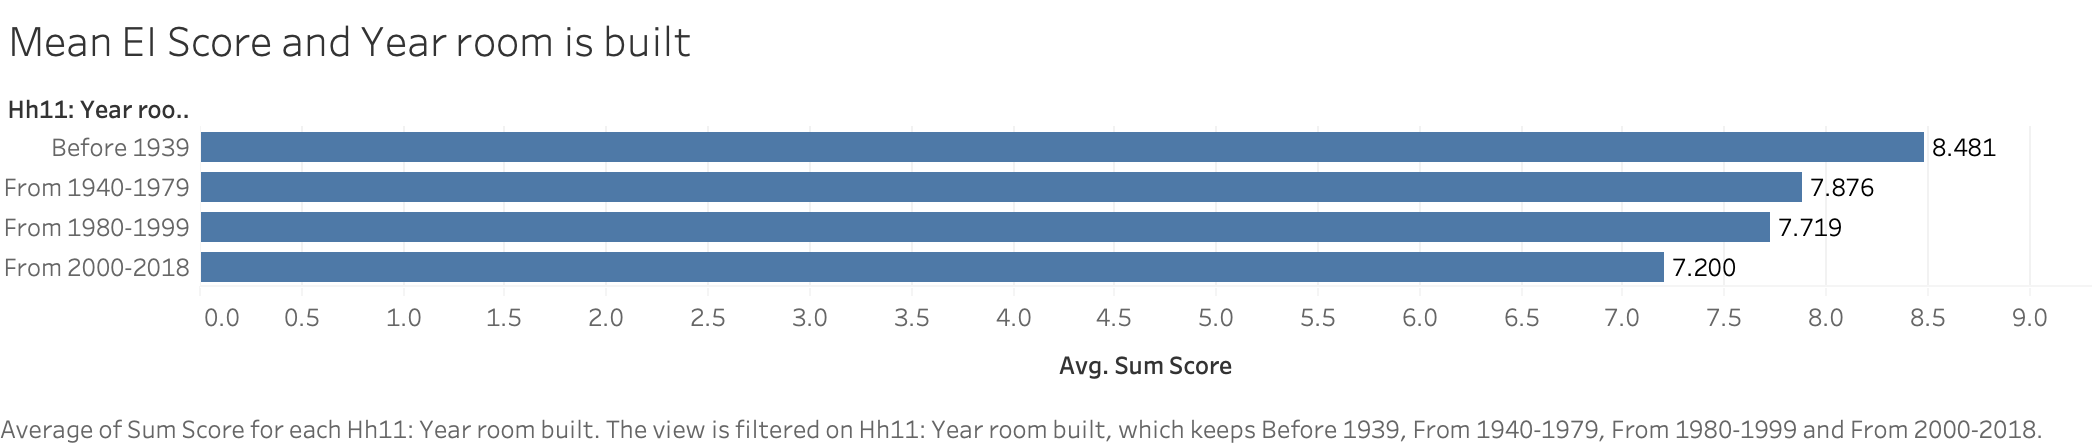 Mean EI Score and Year room is built
Hh11: Year roo..
Before 1939
8.481
From 1940-1979
7.876
From 1980-1999
7.719
From 2000-2018
7.200
0.0 0.5 1.0 1.5 2.0 2.5 3.0 3.5 4.0 4.5 5.0 5.5 6.0 6.5 7.0 7.5 8.0 8.5 9.0
Avg. Sum Score
Average of Sum Score for each Hh11: Year room built. The view is filtered on Hh11: Year room built, which keeps Before 1939, From 1940-1979, From 1980-1999 and From 2000-2018.